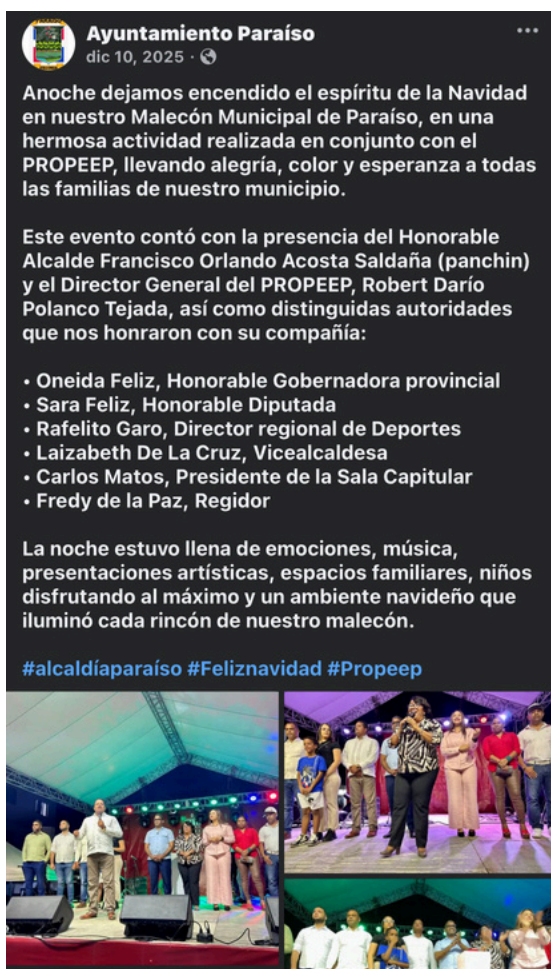 Ayuntamiento Paraíso
dic 10, 2025 ·
Anoche dejamos encendido el espíritu de la Navidad
en nuestro Malecón Municipal de Paraíso, en una
hermosa actividad realizada en conjunto con el
PROPEEP, llevando alegría, color y esperanza a todas
las familias de nuestro municipio.
Este evento contó con la presencia del Honorable
Alcalde Francisco Orlando Acosta Saldaña (panchin)
y el Director General del PROPEEP, Robert Darío
Polanco Tejada, así como distinguidas autoridades
que nos honraron con su compañía:
• Oneida Feliz, Honorable Gobernadora provincial
• Sara Feliz, Honorable Diputada
• Rafelito Garo, Director regional de Deportes
• Laizabeth De La Cruz, Vicealcaldesa
• Carlos Matos, Presidente de la Sala Capitular
• Fredy de la Paz, Regidor
La noche estuvo llena de emociones, música,
presentaciones artísticas, espacios familiares, niños
disfrutando al máximo y un ambiente navideño que
iluminó cada rincón de nuestro malecón.
#alcaldíaparaíso #Feliznavidad #Propeep